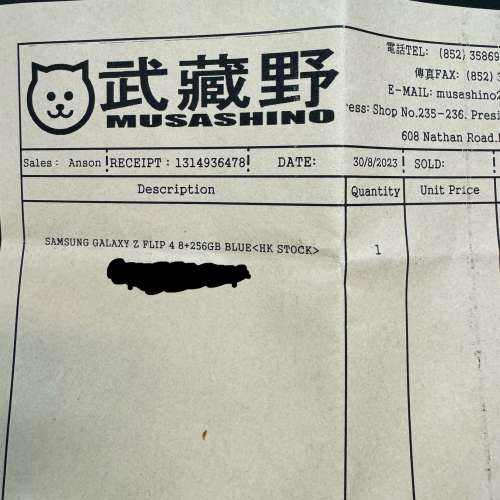 武藏野
MUSASHINO
電話TEL: (852) 35869
傳真FAX: (852) 3
E-MAIL: musashino2
ress: Shop No.235-236. Presi
608 Nathan Road.
Sales: Anson RECEIPT: 1314936478 DATE: 30/8/2023 SOLD:
Description Quantity Unit Price
SAMSUNG GALAXY Z FLIP 4 8+256GB BLUE<HK STOCK> 1